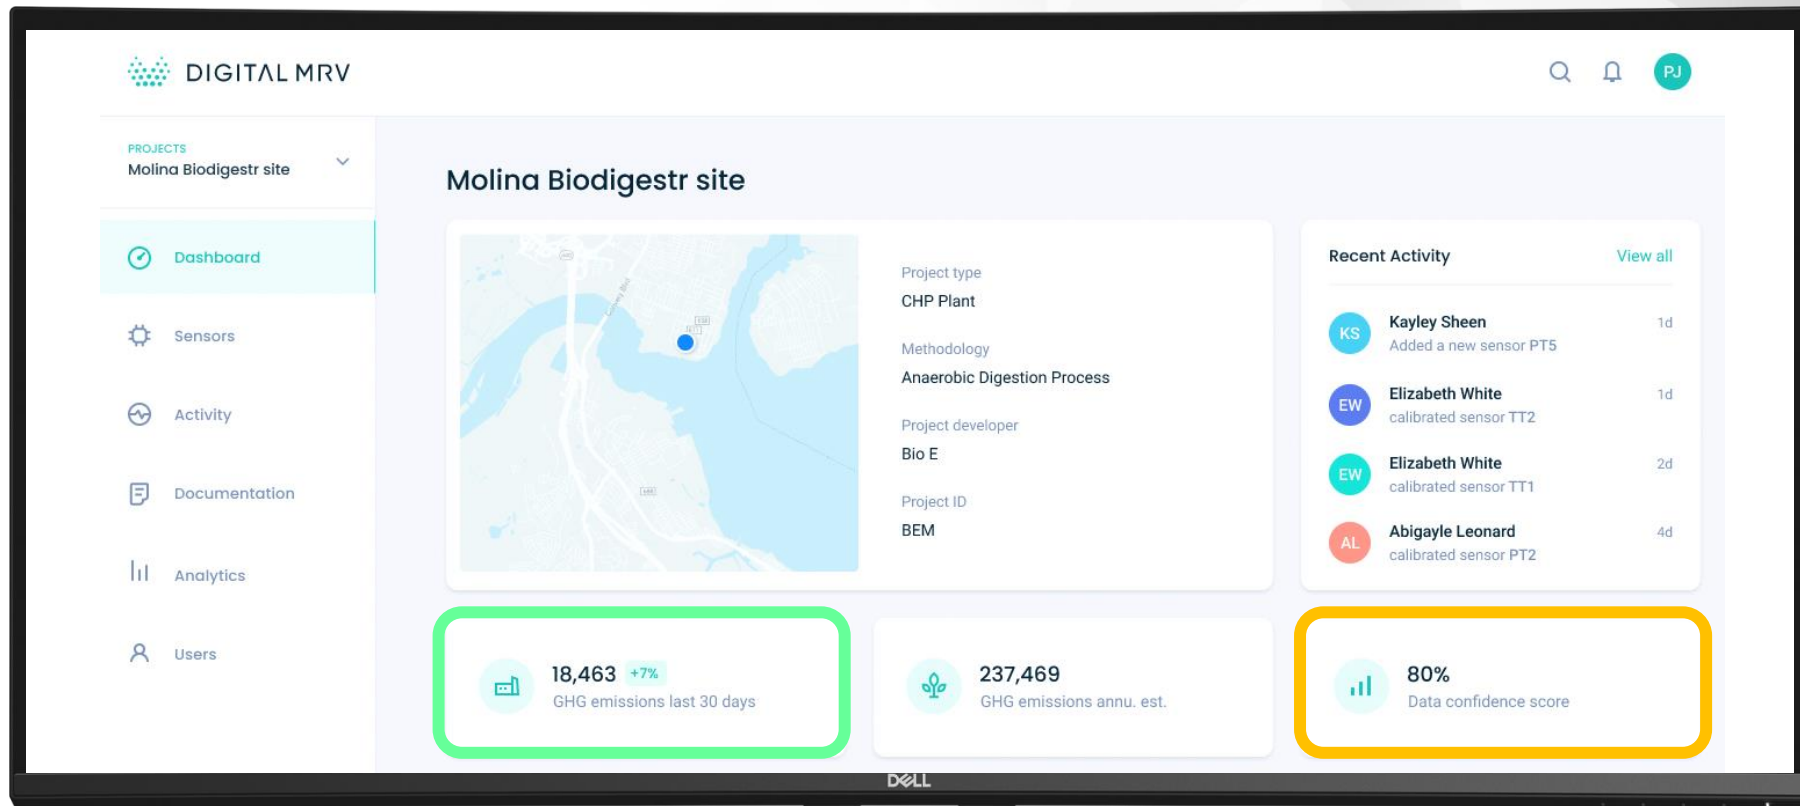 DIGITAL MRV
PJ
PROJECTS
Molina Biodigestr site
Dashboard
Sensors
Activity
Documentation
Analytics
Users
Molina Biodigestr site
Project type
CHP Plant
Methodology
Anaerobic Digestion Process
Project developer
Bio E
Project ID
BEM
Recent Activity
View all
KS
Kayley Sheen
1d
Added a new sensor PT5
EW
Elizabeth White
1d
calibrated sensor TT2
EW
Elizabeth White
2d
calibrated sensor TT1
AL
Abigayle Leonard
4d
calibrated sensor PT2
18,463 +7%
GHG emissions last 30 days
237,469
GHG emissions annu. est.
80%
Data confidence score
DELL